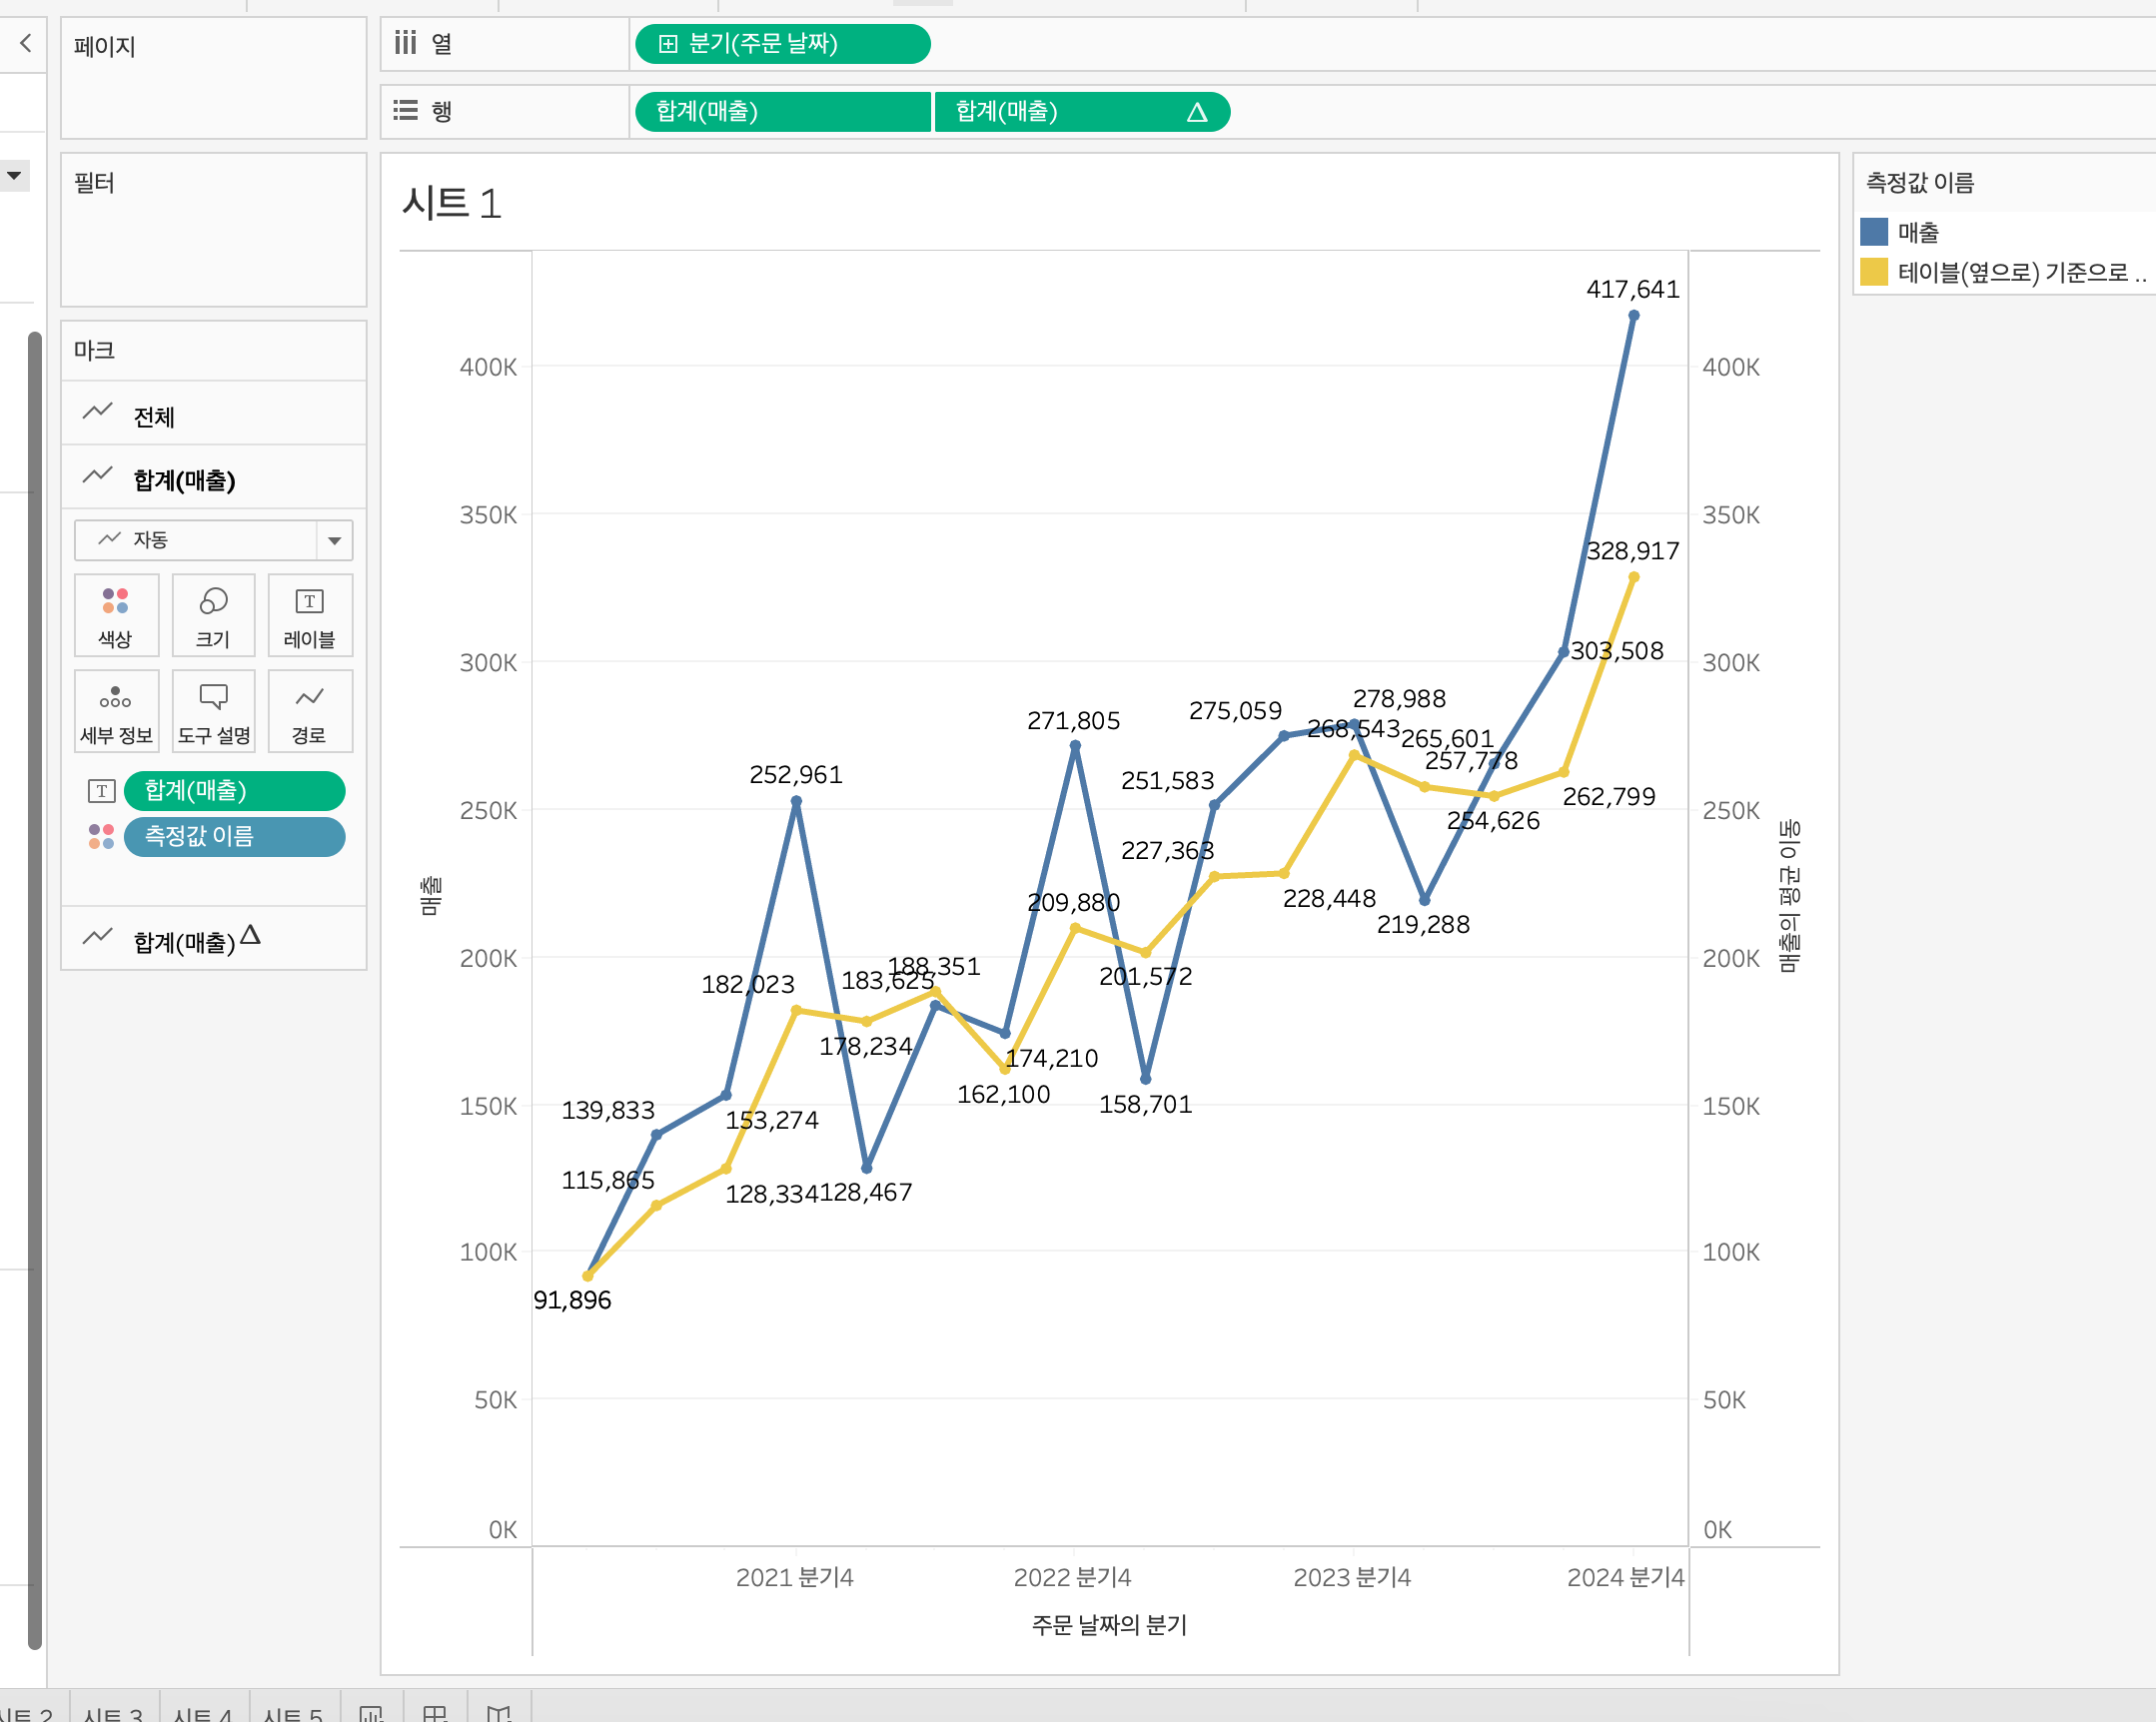 페이지
열
분기(주문 날짜)
행
합계(매출)
합계(매출)
필터
마크
전체
합계(매출)
자동
색상
크기
레이블
세부 정보
도구 설명
경로
합계(매출)
측정값 이름
합계(매출)
시트 1
417,641
400K
400K
350K
350K
328,917
300K
303,508
300K
271,805
275,059
278,988
268,543
265,601
257,778
252,961
251,583
262,799
250K
254,626
250K
227,363
228,448
219,288
209,880
매출
매출의 평균 이동
200K
182,023
183,625
188,351
201,572
200K
178,234
174,210
162,100
158,701
150K
139,833
153,274
150K
115,865
128,334
128,467
100K
100K
91,896
50K
50K
0K
0K
2021 분기4
2022 분기4
2023 분기4
2024 분기4
주문 날짜의 분기
측정값 이름
매출
테이블(옆으로) 기준으로 ..
시트 2
시트 3
시트 4
시트 5